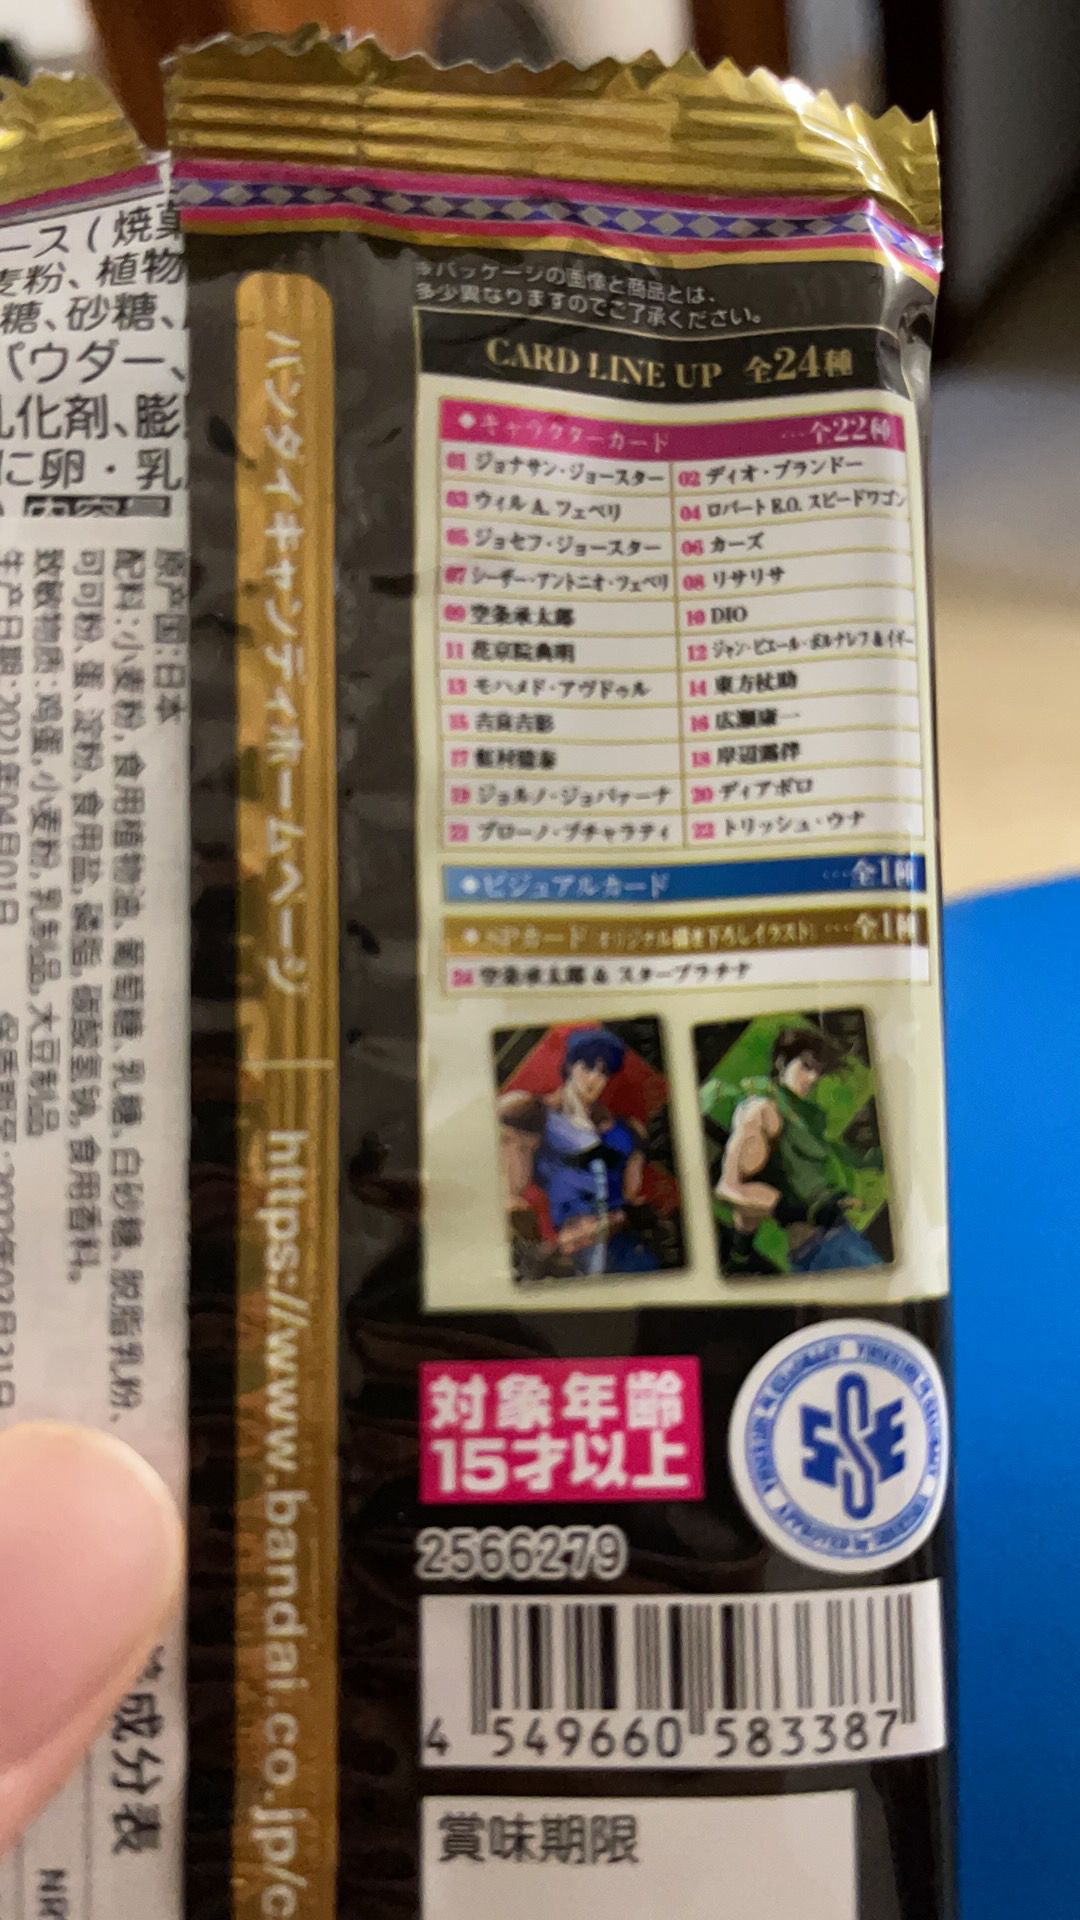 ース(焼菓
麦粉、植物
糖、砂糖、
パウダー、
乳化剤、膨
に卵・乳
原产国:日本
配料:小麦粉、食用植物油、葡萄糖、乳糖、白砂糖、脱脂乳粉、
可可粉、蛋、淀粉、食用盐、磷脂、碳酸氢钠、食用香料。
致敏物质:鸡蛋、小麦粉、乳制品、大豆制品
生产日期:2021年04月01日
成分表
バンダイキャンディホームページ
https://www.bandai.co.jp/c
※パッケージの画像と商品とは、
多少異なりますのでご了承ください。
CARD LINE UP 全24種
◆キャラクターカード …全22種
01 ジョナサン・ジョースター 02 ディオ・ブランドー
03 ウィルA.ツェペリ 04 ロバートE.O.スピードワゴン
05 ジョセフ・ジョースター 06 カーズ
07 シーザー・アントニオ・ツェペリ 08 リサリサ
09 空条承太郎 10 DIO
11 花京院典明 12 ジャン・ピエール・ポルナレフ&イギー
13 モハメド・アヴドゥル 14 東方仗助
15 吉良吉影 16 広瀬康一
17 虹村億泰 18 岸辺露伴
19 ジョルノ・ジョバァーナ 20 ディアボロ
21 ブローノ・ブチャラティ 22 トリッシュ・ウナ
◆ビジュアルカード …全1種
◆SPカード(オリジナル描き下ろしイラスト) …全1種
24 空条承太郎 & スタープラチナ
対象年齢
15才以上
2566279
4 549660 583387
賞味期限